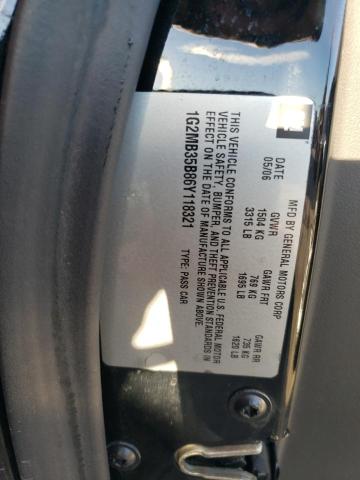 MFD BY GENERAL MOTORS CORP
DATE GVWR GAWR FRT GAWR RR
05/06 1504 KG 769 KG 735 KG
3315 LB 1695 LB 1620 LB
THIS VEHICLE CONFORMS TO ALL APPLICABLE U.S. FEDERAL MOTOR
VEHICLE SAFETY, BUMPER, AND THEFT PREVENTION STANDARDS IN
EFFECT ON THE DATE OF MANUFACTURE SHOWN ABOVE.
1G2MB35B86Y118321 TYPE: PASS CAR